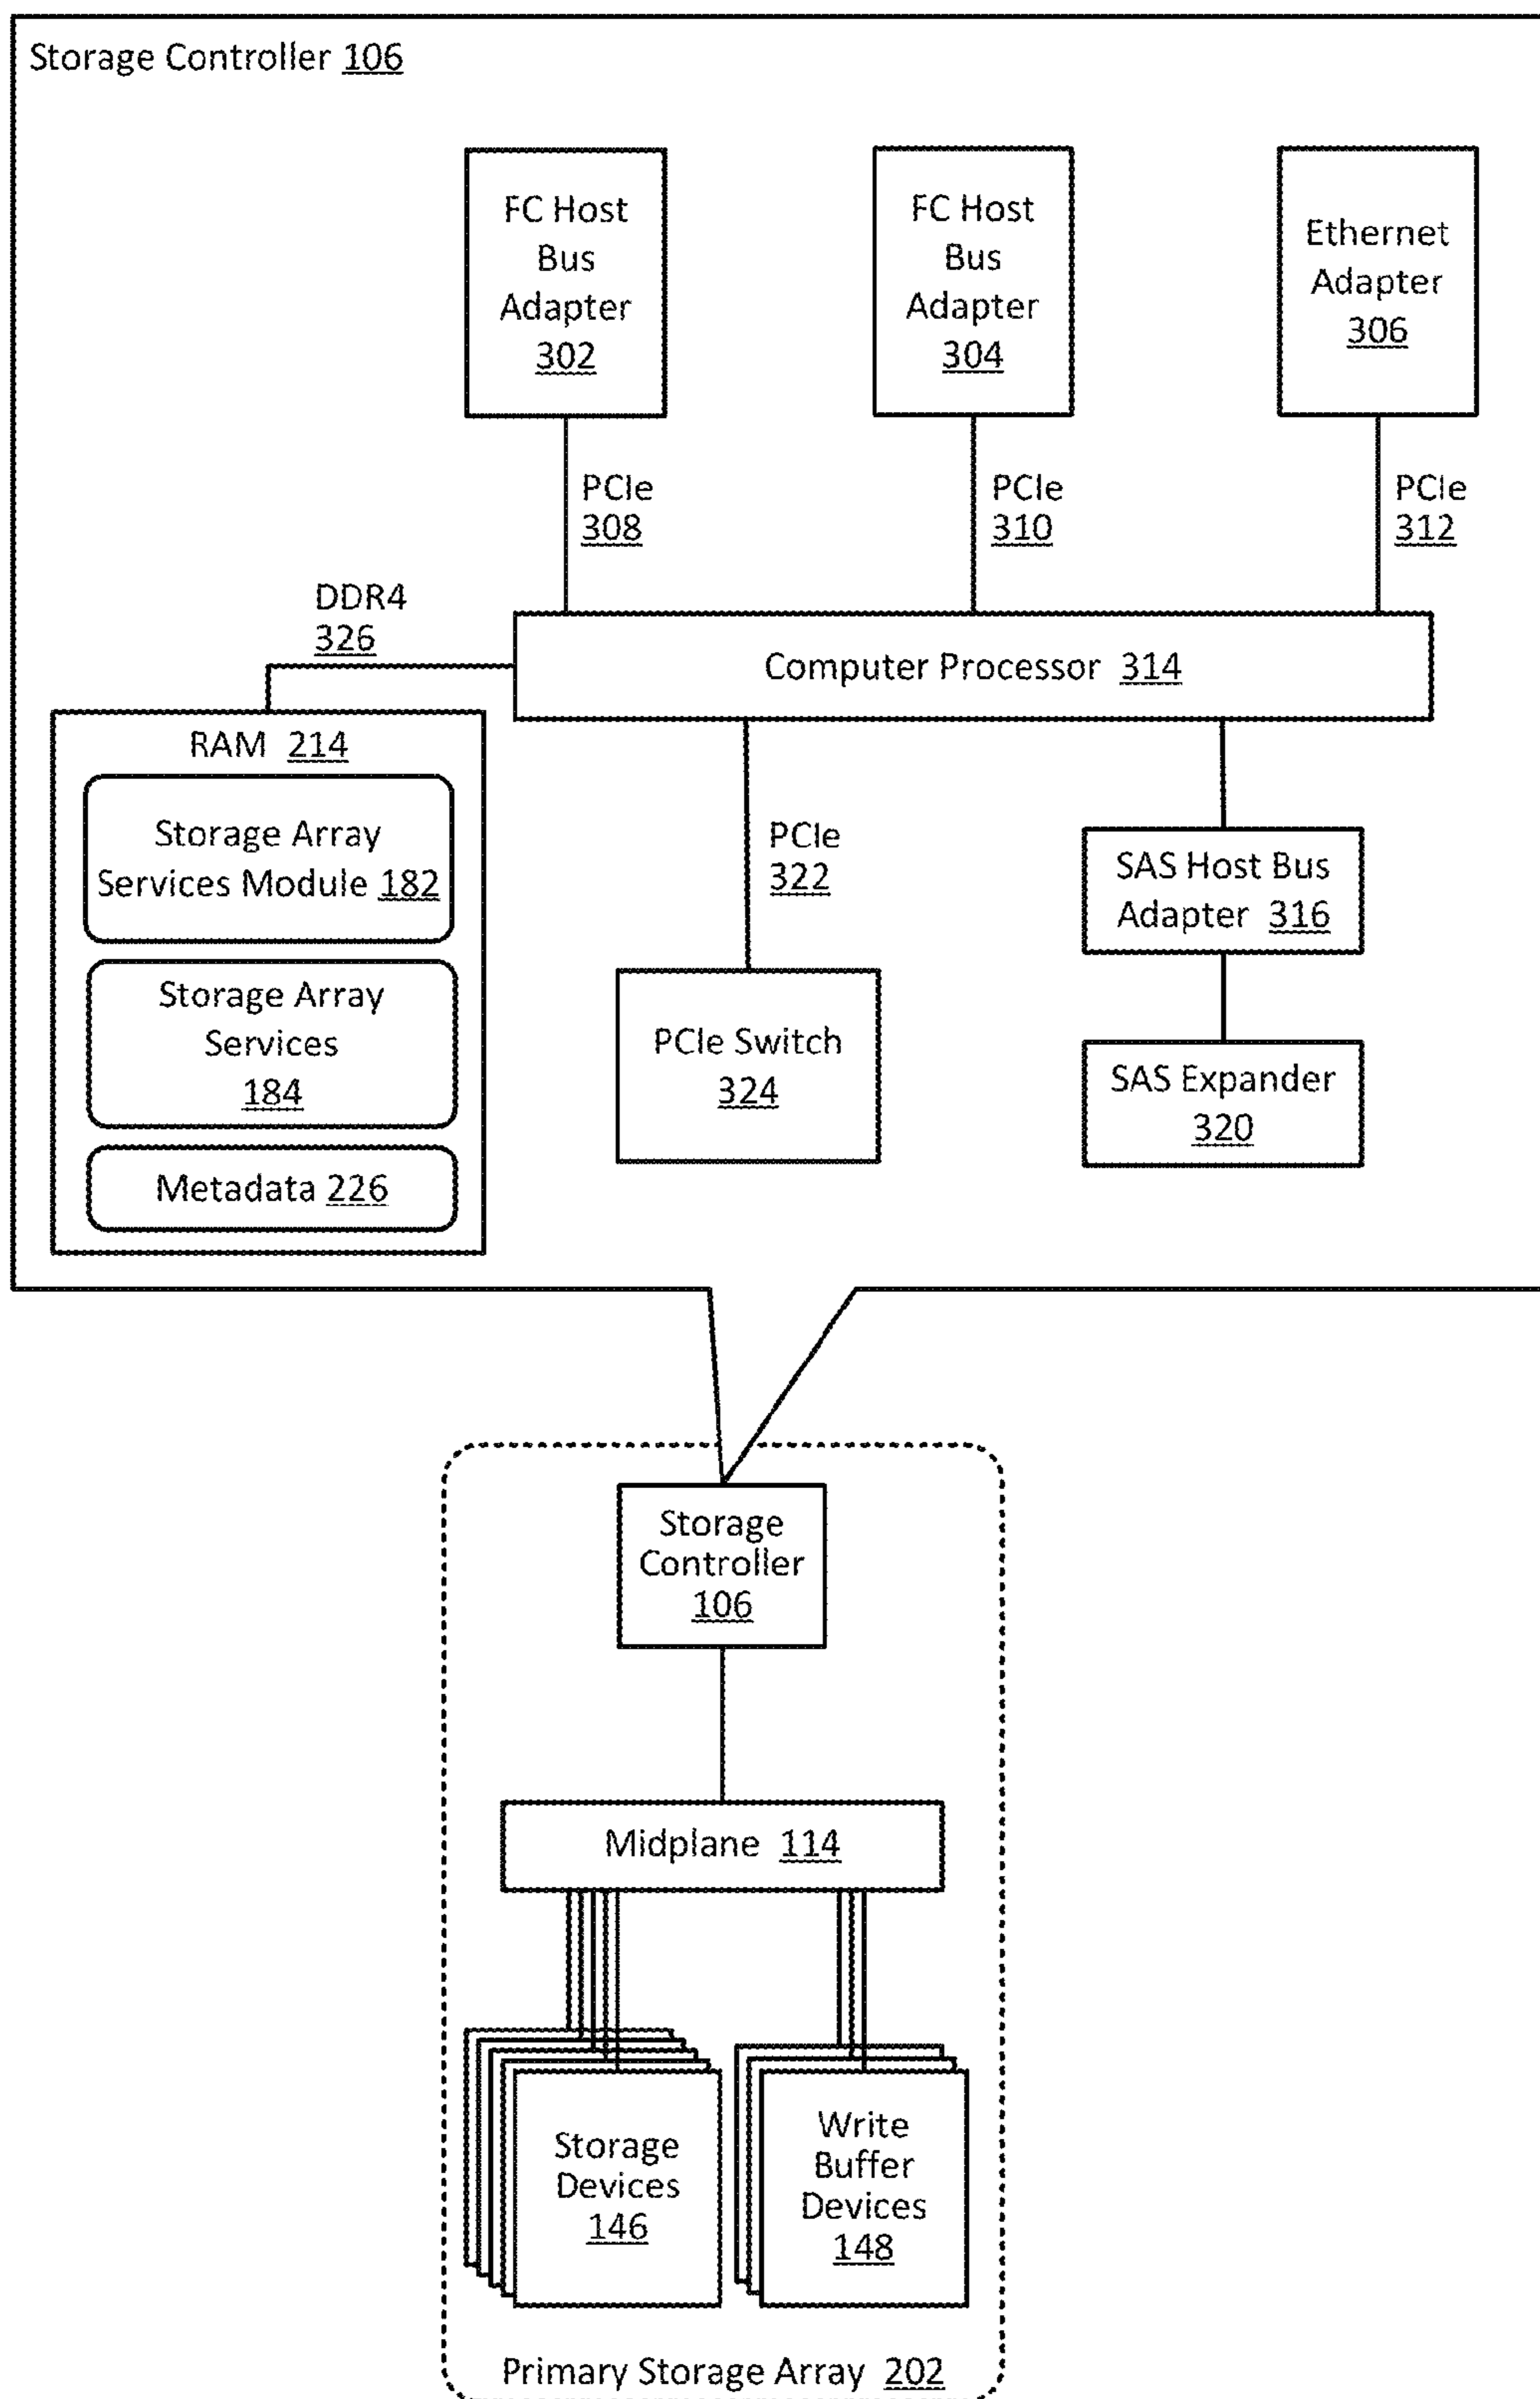 Storage Controller 106
FC Host
Bus
Adapter
302
FC Host
Bus
Adapter
304
Ethernet
Adapter
306
PCIe
308
PCIe
310
PCIe
312
DDR4
326
Computer Processor 314
RAM 214
Storage Array
Services Module 182
Storage Array
Services
184
Metadata 226
PCIe
322
PCIe Switch
324
SAS Host Bus
Adapter 316
SAS Expander
320
Storage
Controller
106
Midplane 114
Storage
Devices
146
Write
Buffer
Devices
148
Primary Storage Array 202